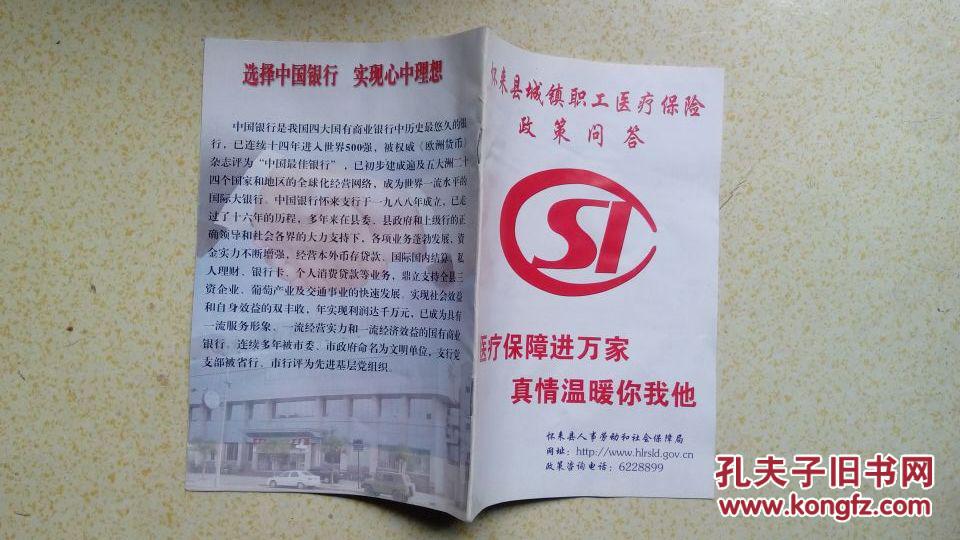 选择中国银行 实现心中理想
中国银行是我国四大国有商业银行中历史最悠久的银
行，已连续十四年进入世界500强，被权威《欧洲货币》
杂志评为“中国最佳银行”，已初步建成遍及五大洲二十
四个国家和地区的全球化经营网络，成为世界一流水平的
国际大银行。中国银行怀来支行于一九八八年成立，已走
过了十六年的历程，多年来在县委、县政府和上级行的正
确领导和社会各界的大力支持下，各项业务蓬勃发展、资
金实力不断增强，经营本外币存贷款、国际国内结算、私
人理财、银行卡、个人消费贷款等业务，鼎立支持全县三
资企业、葡萄产业及交通事业的快速发展。实现社会效益
和自身效益的双丰收，年实现利润达千万元，已成为具有
一流服务形象、一流经营实力和一流经济效益的国有商业
银行。连续多年被市委、市政府命名为文明单位，支行党
支部被省行、市行评为先进基层党组织。
怀来县城镇职工医疗保险
政策问答
SI
医疗保障进万家
真情温暖你我他
怀来县人事劳动和社会保障局
网址：http://www.hlrsld.gov.cn
政策咨询电话：6228899
孔夫子旧书网
www.kongfz.com